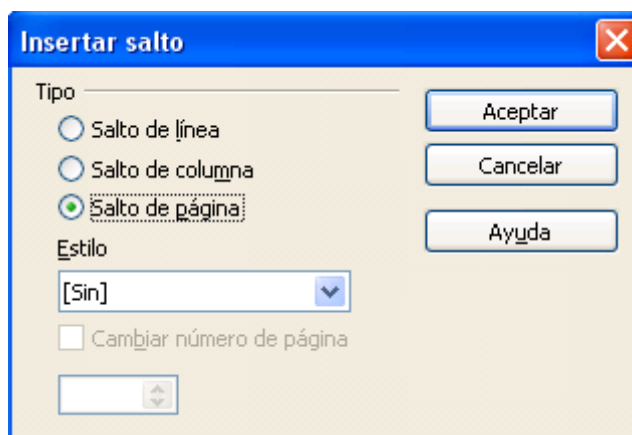 Insertar salto
Tipo
Salto de línea
Salto de columna
Salto de página
Estilo
[Sin]
Cambiar número de página
Aceptar
Cancelar
Ayuda